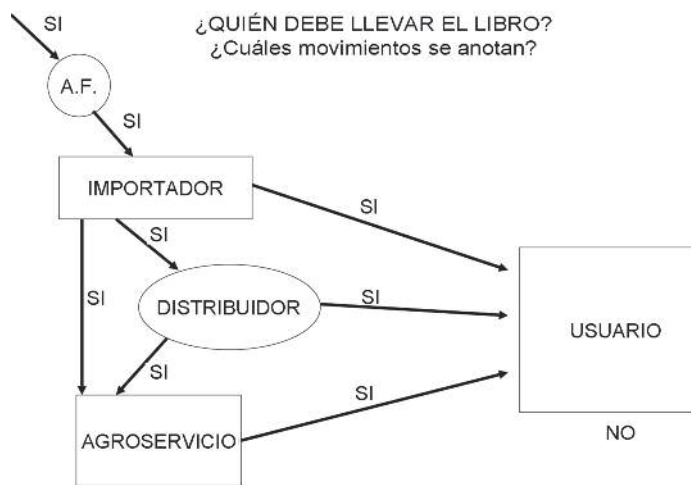 SI
¿QUIÉN DEBE LLEVAR EL LIBRO?
¿Cuáles movimientos se anotan?
A.F.
SI
IMPORTADOR
SI
SI
SI
DISTRIBUIDOR
SI
USUARIO
SI
SI
AGROSERVICIO
NO